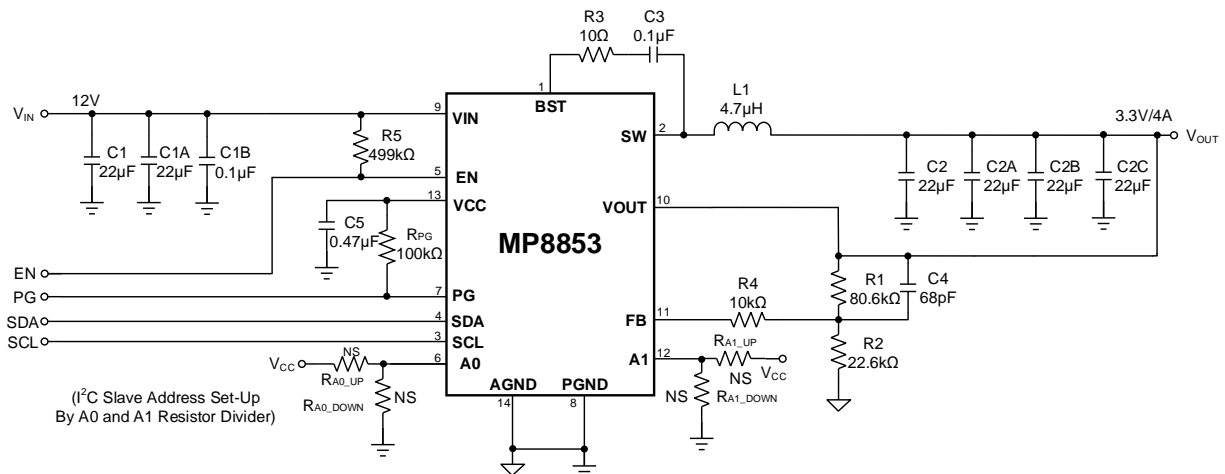 R3
10Ω
C3
0.1μF
1
BST
VIN
12V
9
VIN
C1
22μF
C1A
22μF
C1B
0.1μF
R5
499kΩ
5
EN
13
VCC
C5
0.47μF
RPG
100kΩ
EN
PG
7
PG
SDA
4
SDA
SCL
3
SCL
6
A0
VCC
NS
RA0_UP
RA0_DOWN
NS
(I²C Slave Address Set-Up
By A0 and A1 Resistor Divider)
MP8853
AGND
14
PGND
8
SW
2
L1
4.7μH
3.3V/4A
VOUT
C2
22μF
C2A
22μF
C2B
22μF
C2C
22μF
VOUT
10
R1
80.6kΩ
C4
68pF
FB
11
R4
10kΩ
R2
22.6kΩ
A1
12
RA1_UP
NS
VCC
NS
RA1_DOWN